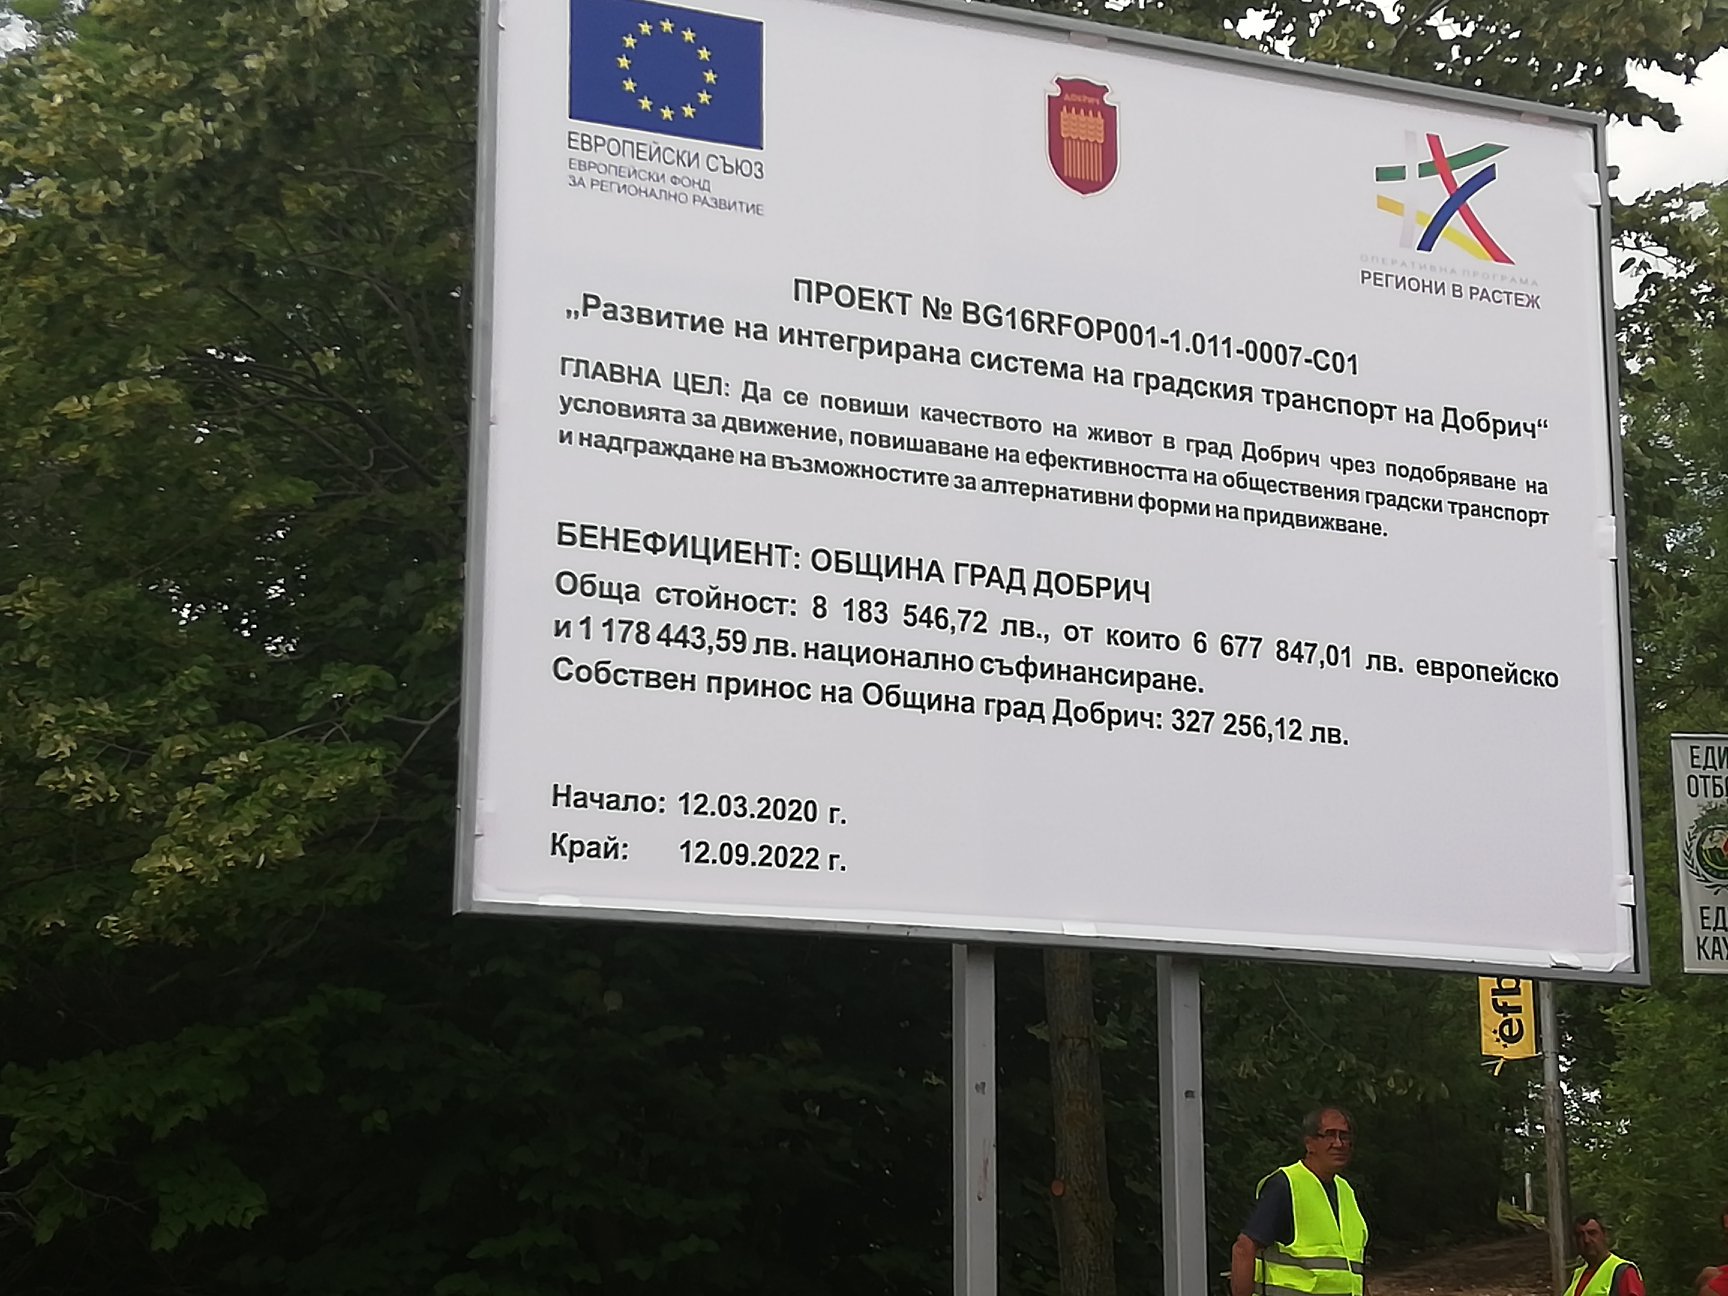 ЕВРОПЕЙСКИ СЪЮЗ
ЕВРОПЕЙСКИ ФОНД
ЗА РЕГИОНАЛНО РАЗВИТИЕ
ДОБРИЧ
ОПЕРАТИВНА ПРОГРАМА
РЕГИОНИ В РАСТЕЖ
ПРОЕКТ № BG16RFOP001-1.011-0007-C01
„Развитие на интегрирана система на градския транспорт на Добрич“
ГЛАВНА ЦЕЛ: Да се повиши качеството на живот в град Добрич чрез подобряване на
условията за движение, повишаване на ефективността на обществения градски транспорт
и надграждане на възможностите за алтернативни форми на придвижване.
БЕНЕФИЦИЕНТ: ОБЩИНА ГРАД ДОБРИЧ
Обща стойност: 8 183 546,72 лв., от които 6 677 847,01 лв. европейско
и 1 178 443,59 лв. национално съфинансиране.
Собствен принос на Община град Добрич: 327 256,12 лв.
Начало: 12.03.2020 г.
Край: 12.09.2022 г.